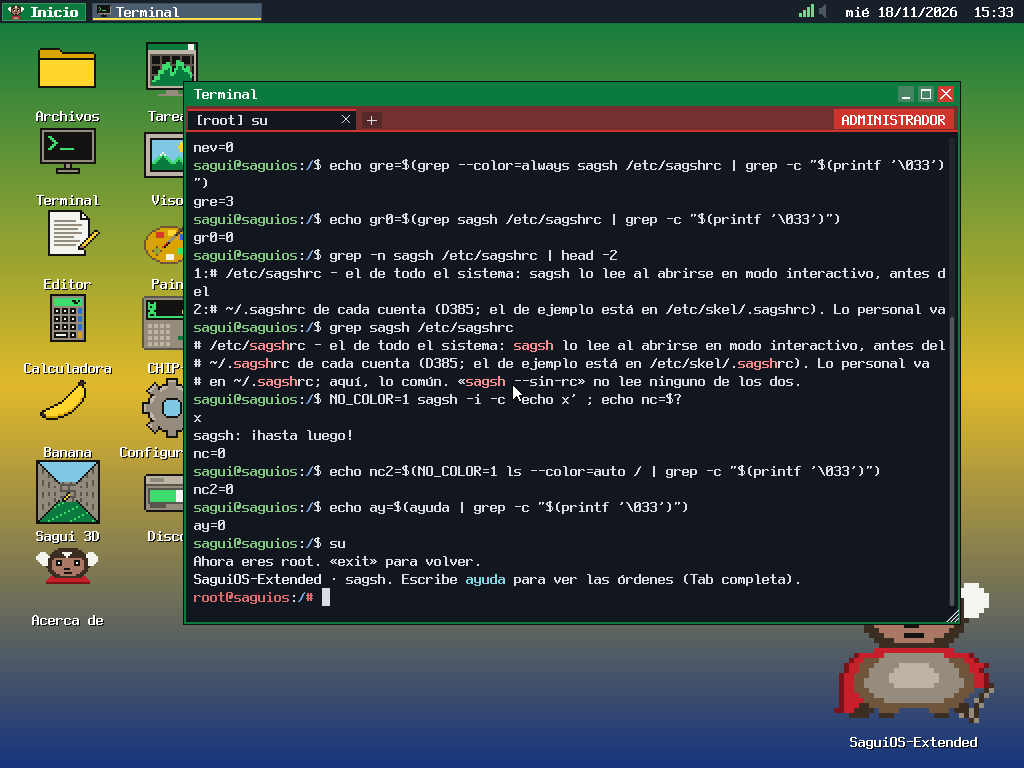 Inicio
Terminal
mié 18/11/2026 15:33
Archivos
Terminal
Editor
Calculadora
Banana
Sagui 3D
Acerca de
Tarea
Viso
Pain
CHIP-
Configur
Disco
Terminal
[root] su
+
ADMINISTRADOR
nev=0
sagui@saguios:/$ echo gre=$(grep --color=always sagsh /etc/sagshrc | grep -c "$(printf '\033')
")
gre=3
sagui@saguios:/$ echo gr0=$(grep sagsh /etc/sagshrc | grep -c "$(printf '\033')")
gr0=0
sagui@saguios:/$ grep -n sagsh /etc/sagshrc | head -2
1:# /etc/sagshrc - el de todo el sistema: sagsh lo lee al abrirse en modo interactivo, antes d
el
2:# ~/.sagshrc de cada cuenta (D385; el de ejemplo está en /etc/skel/.sagshrc). Lo personal va
sagui@saguios:/$ grep sagsh /etc/sagshrc
# /etc/sagshrc - el de todo el sistema: sagsh lo lee al abrirse en modo interactivo, antes del
# ~/.sagshrc de cada cuenta (D385; el de ejemplo está en /etc/skel/.sagshrc). Lo personal va
# en ~/.sagshrc; aquí, lo común. «sagsh --sin-rc» no lee ninguno de los dos.
sagui@saguios:/$ NO_COLOR=1 sagsh -i -c 'echo x' ; echo nc=$?
x
sagsh: ¡hasta luego!
nc=0
sagui@saguios:/$ echo nc2=$(NO_COLOR=1 ls --color=auto / | grep -c "$(printf '\033')")
nc2=0
sagui@saguios:/$ echo ay=$(ayuda | grep -c "$(printf '\033')")
ay=0
sagui@saguios:/$ su
Ahora eres root. «exit» para volver.
SaguiOS-Extended · sagsh. Escribe ayuda para ver las órdenes (Tab completa).
root@saguios:/#
SaguiOS-Extended